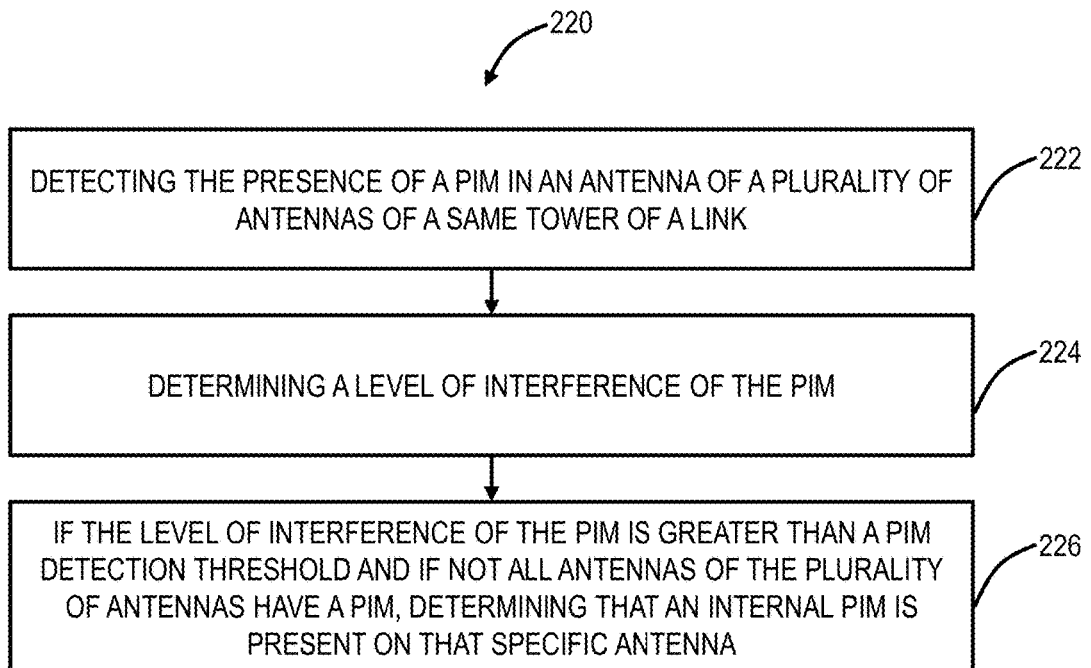 220
DETECTING THE PRESENCE OF A PIM IN AN ANTENNA OF A PLURALITY OF
ANTENNAS OF A SAME TOWER OF A LINK
222
DETERMINING A LEVEL OF INTERFERENCE OF THE PIM
224
IF THE LEVEL OF INTERFERENCE OF THE PIM IS GREATER THAN A PIM
DETECTION THRESHOLD AND IF NOT ALL ANTENNAS OF THE PLURALITY
OF ANTENNAS HAVE A PIM, DETERMINING THAT AN INTERNAL PIM IS
PRESENT ON THAT SPECIFIC ANTENNA
226